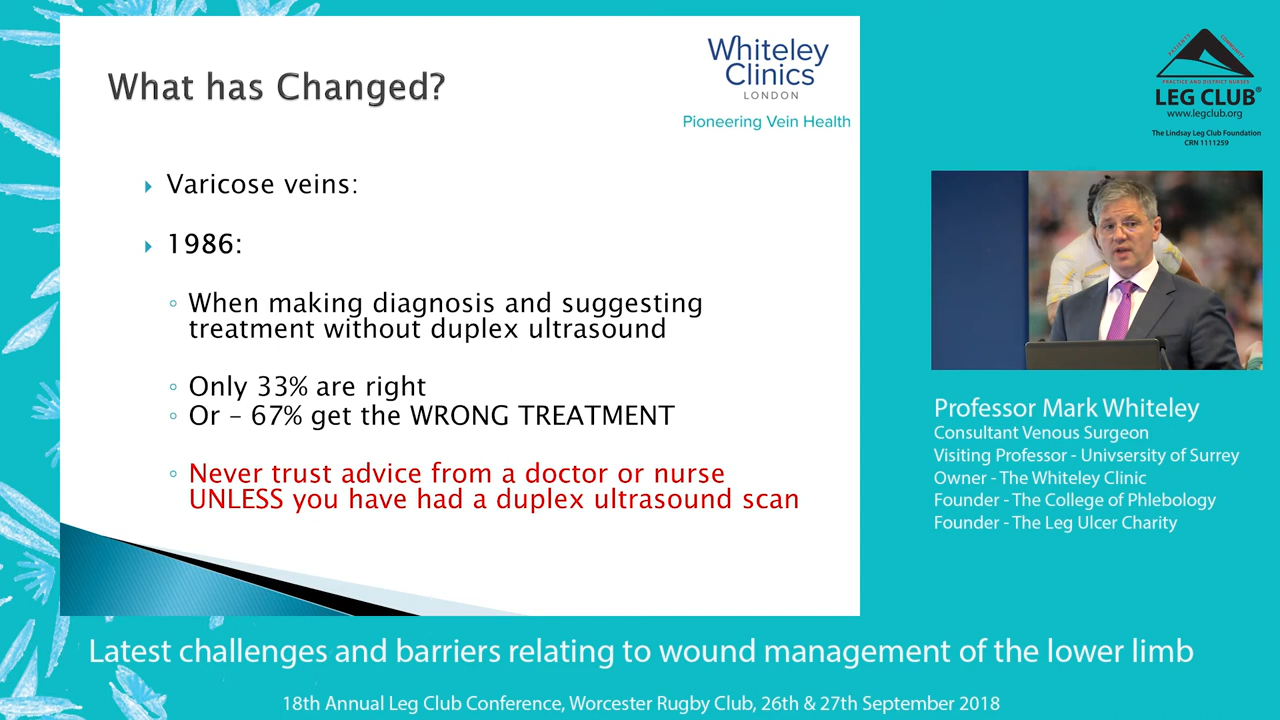 What has Changed?
Whiteley
Clinics
LONDON
Pioneering Vein Health
Varicose veins:
1986:
When making diagnosis and suggesting
treatment without duplex ultrasound
Only 33% are right
Or – 67% get the WRONG TREATMENT
Never trust advice from a doctor or nurse
UNLESS you have had a duplex ultrasound scan
PATIENTS
COMMUNITY
PRACTICE AND DISTRICT NURSES
LEG CLUB®
www.legclub.org
The Lindsay Leg Club Foundation
CRN 1111259
Professor Mark Whiteley
Consultant Venous Surgeon
Visiting Professor - Univsersity of Surrey
Owner - The Whiteley Clinic
Founder - The College of Phlebology
Founder - The Leg Ulcer Charity
Latest challenges and barriers relating to wound management of the lower limb
18th Annual Leg Club Conference, Worcester Rugby Club, 26th & 27th September 2018